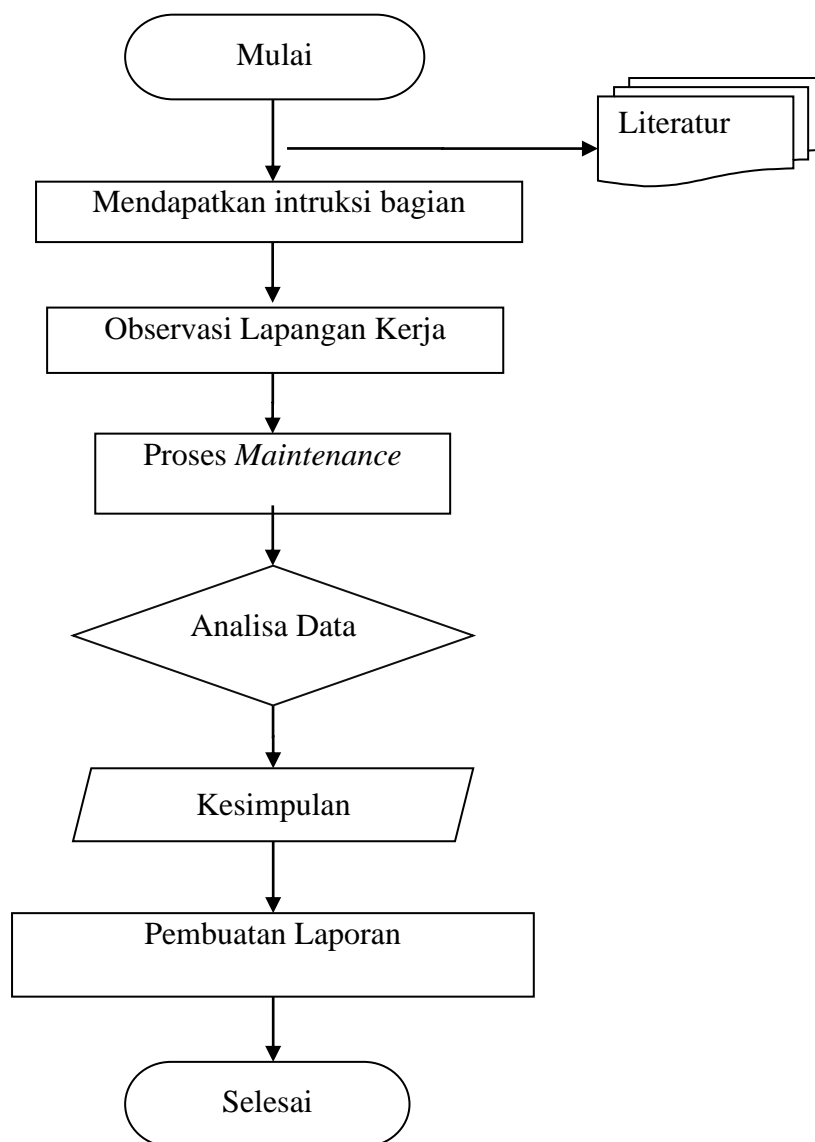 Mulai
Literatur
Mendapatkan intruksi bagian
Observasi Lapangan Kerja
Proses Maintenance
Analisa Data
Kesimpulan
Pembuatan Laporan
Selesai